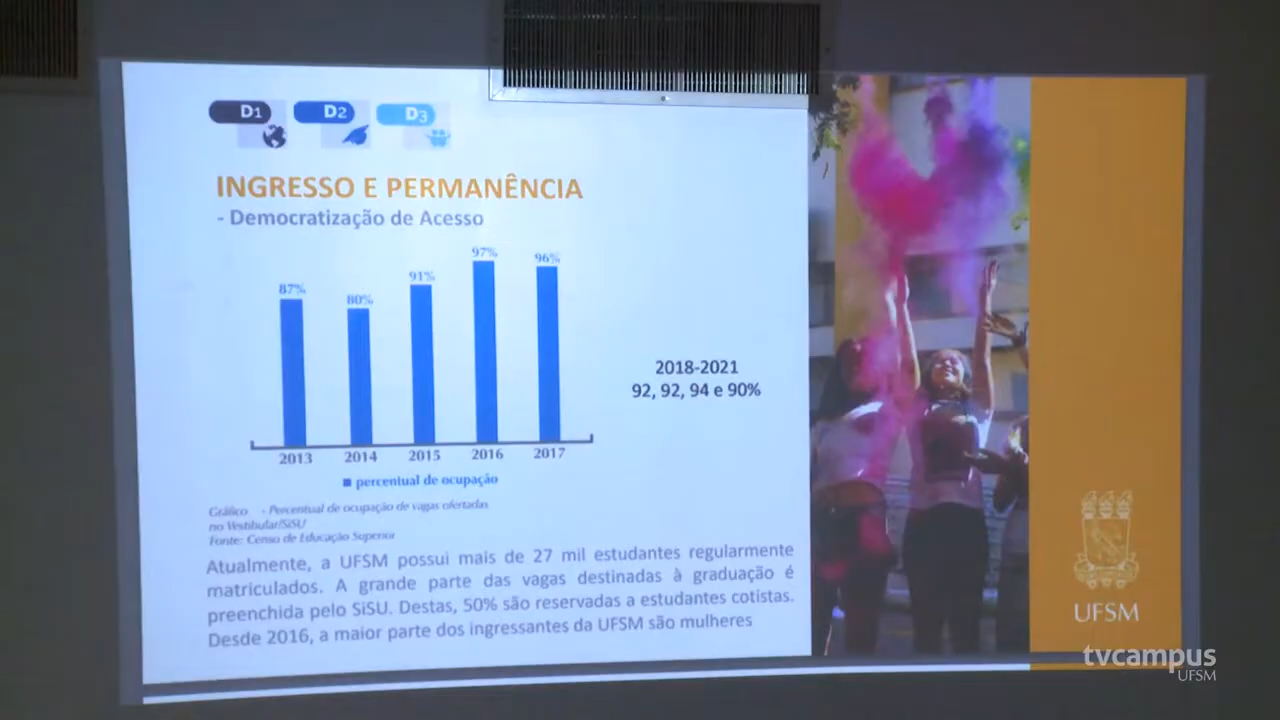 D1 D2 D3
INGRESSO E PERMANÊNCIA
- Democratização de Acesso
87% 80% 91% 97% 96%
2013 2014 2015 2016 2017
percentual de ocupação
2018-2021
92, 92, 94 e 90%
Gráfico - Percentual de ocupação de vagas ofertadas
no Vestibular/SiSU
Fonte: Censo de Educação Superior
Atualmente, a UFSM possui mais de 27 mil estudantes regularmente
matriculados. A grande parte das vagas destinadas à graduação é
preenchida pelo SiSU. Destas, 50% são reservadas a estudantes cotistas.
Desde 2016, a maior parte dos ingressantes da UFSM são mulheres
UFSM
tvcampus
UFSM